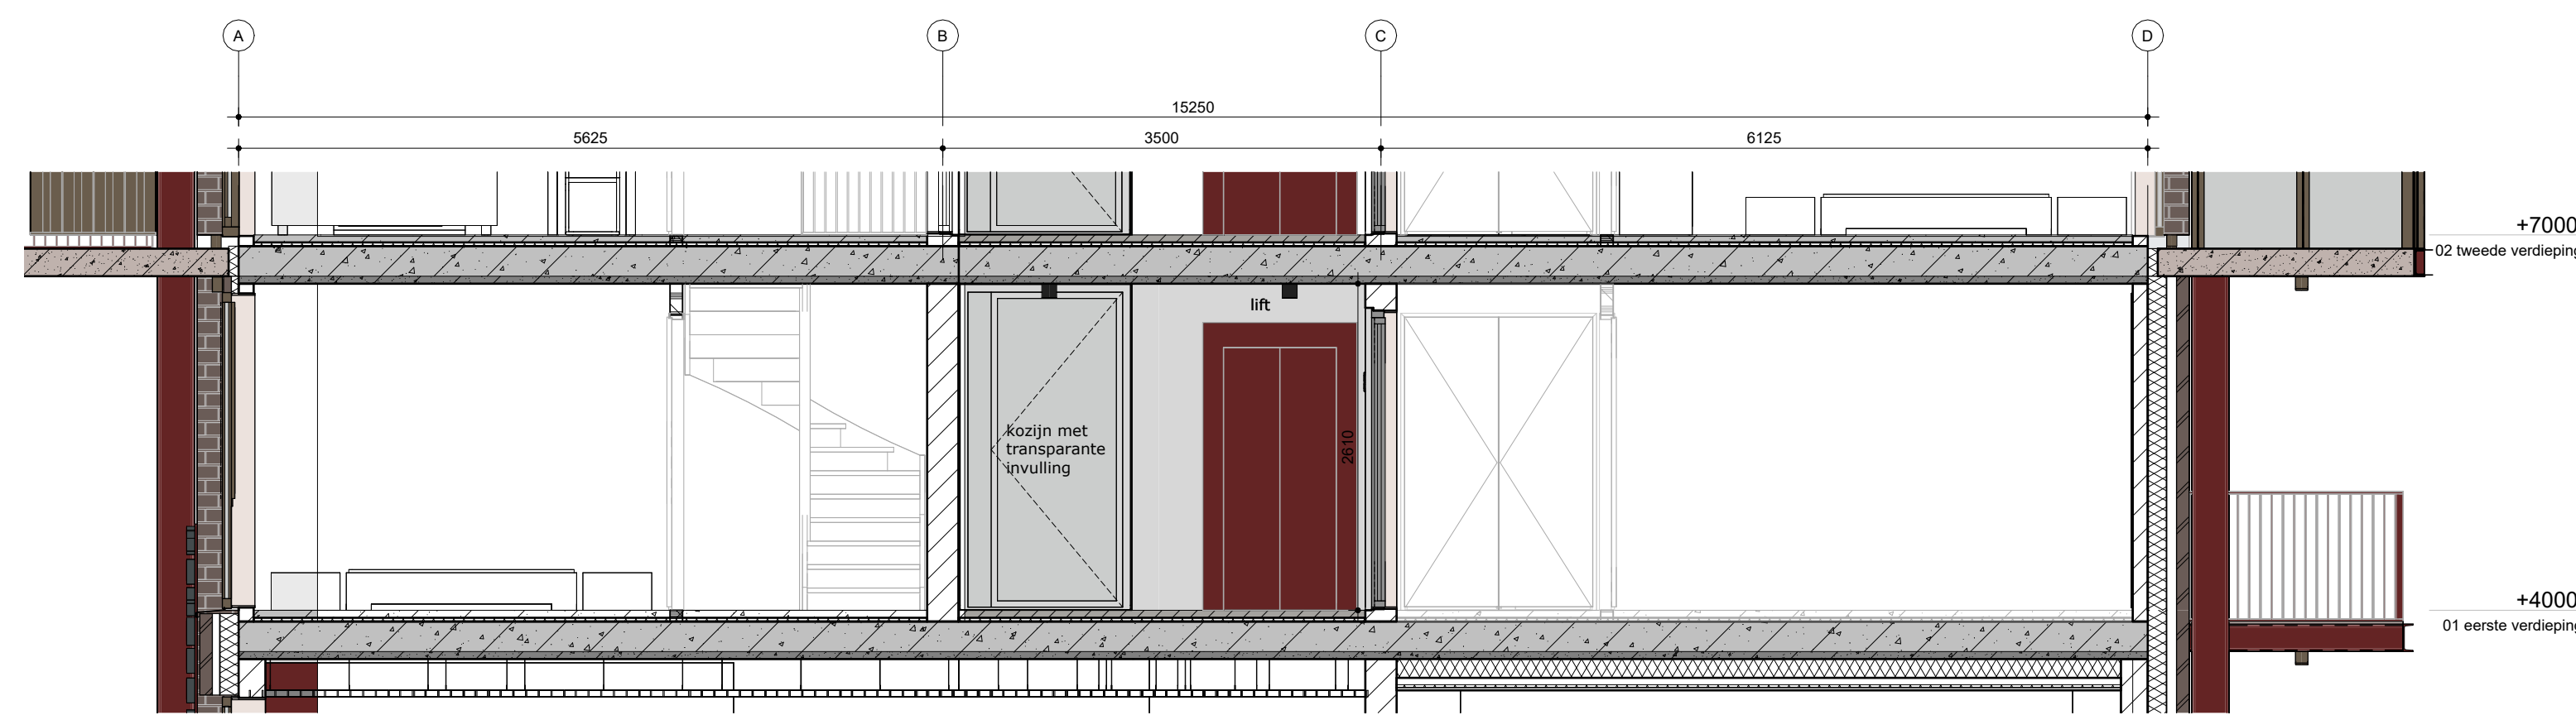 A
B
C
D
15250
5625
3500
6125
+7000
02 tweede verdieping
lift
2610
kozijn met
transparante
invulling
+4000
01 eerste verdieping